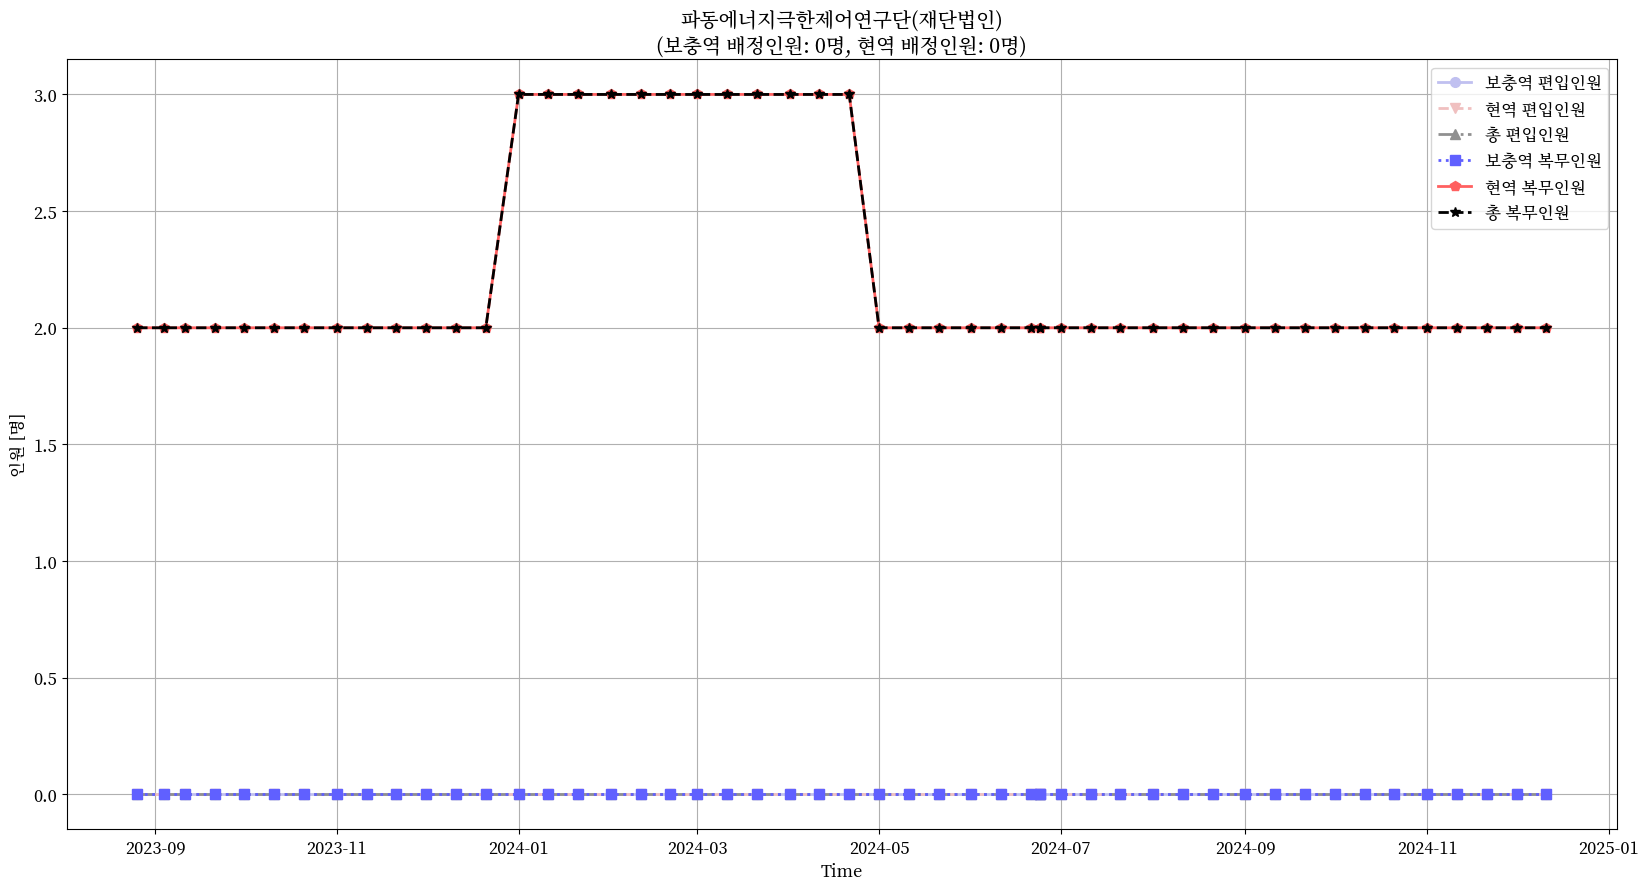 파동에너지극한제어연구단(재단법인)
(보충역 배정인원: 0명, 현역 배정인원: 0명)
보충역 편입인원
현역 편입인원
총 편입인원
보충역 복무인원
현역 복무인원
총 복무인원
3.0
2.5
2.0
1.5
1.0
0.5
0.0
인원 [명]
2023-09
2023-11
2024-01
2024-03
2024-05
2024-07
2024-09
2024-11
2025-01
Time